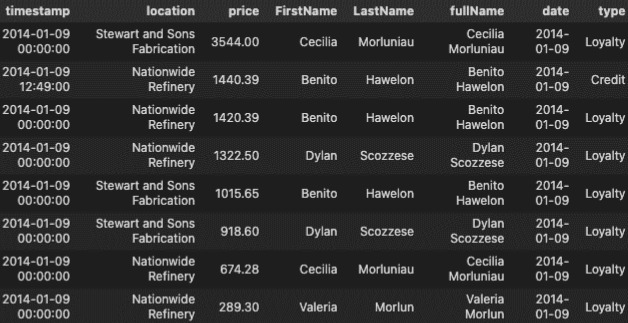 timestamp location price FirstName LastName fullName date type
2014-01-09 00:00:00 Stewart and Sons Fabrication 3544.00 Cecilia Morluniau Cecilia Morluniau 2014-01-09 Loyalty
2014-01-09 12:49:00 Nationwide Refinery 1440.39 Benito Hawelon Benito Hawelon 2014-01-09 Credit
2014-01-09 00:00:00 Nationwide Refinery 1420.39 Benito Hawelon Benito Hawelon 2014-01-09 Loyalty
2014-01-09 00:00:00 Nationwide Refinery 1322.50 Dylan Scozzese Dylan Scozzese 2014-01-09 Loyalty
2014-01-09 00:00:00 Stewart and Sons Fabrication 1015.65 Benito Hawelon Benito Hawelon 2014-01-09 Loyalty
2014-01-09 00:00:00 Stewart and Sons Fabrication 918.60 Dylan Scozzese Dylan Scozzese 2014-01-09 Loyalty
2014-01-09 00:00:00 Nationwide Refinery 674.28 Cecilia Morluniau Cecilia Morluniau 2014-01-09 Loyalty
2014-01-09 00:00:00 Nationwide Refinery 289.30 Valeria Morlun Valeria Morlun 2014-01-09 Loyalty